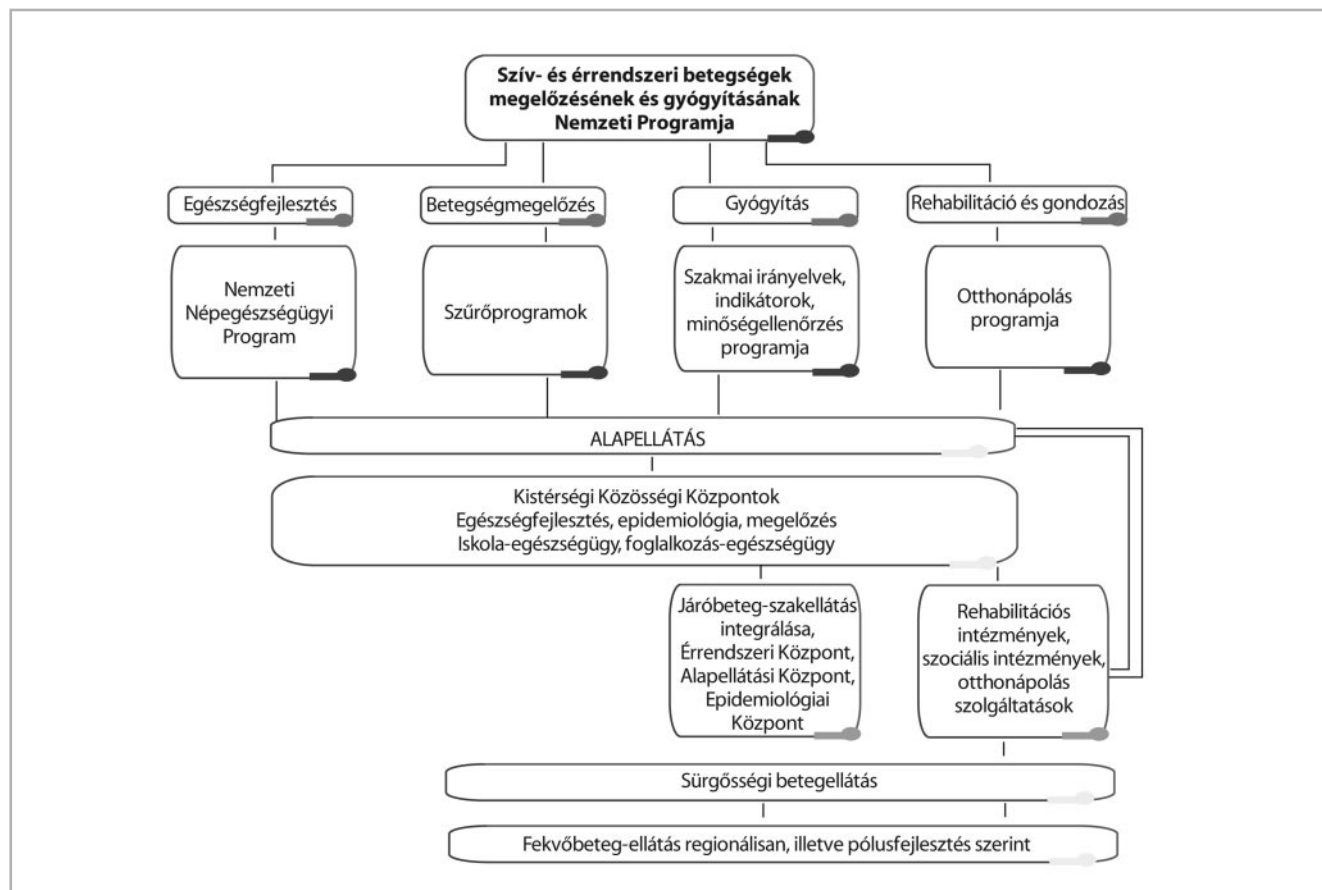 Szív- és érrendszeri betegségek
megelőzésének és gyógyításának
Nemzeti Programja
Egészségfejlesztés
Betegségmegelőzés
Gyógyítás
Rehabilitáció és gondozás
Nemzeti
Népegészségügyi
Program
Szűrőprogramok
Szakmai irányelvek,
indikátorok,
minőségellenőrzés
programja
Otthonápolás
programja
ALAPELLÁTÁS
Kistérségi Közösségi Központok
Egészségfejlesztés, epidemiológia, megelőzés
Iskola-egészségügy, foglalkozás-egészségügy
Járóbeteg-szakellátás
integrálása,
Érrendszeri Központ,
Alapellátási Központ,
Epidemiológiai
Központ
Rehabilitációs
intézmények,
szociális intézmények,
otthonápolás
szolgáltatások
Sürgősségi betegellátás
Fekvőbeteg-ellátás regionálisan, illetve pólusfejlesztés szerint